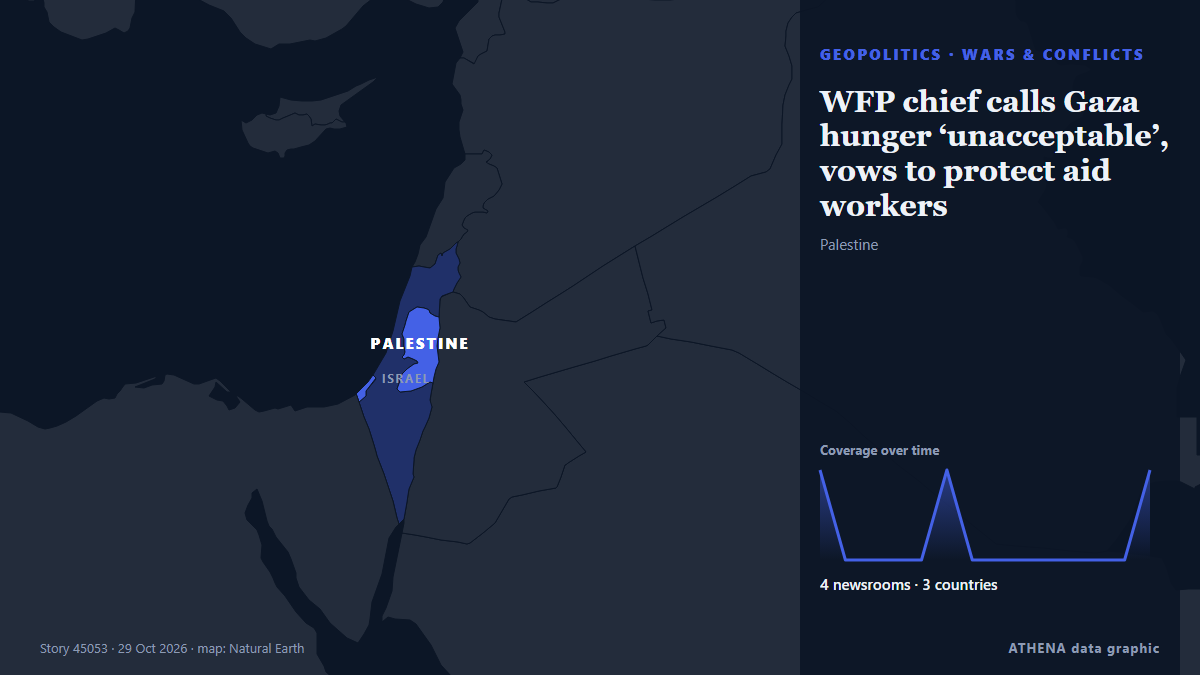 GEOPOLITICS · WARS & CONFLICTS
WFP chief calls Gaza
hunger ‘unacceptable’,
vows to protect aid
workers
Palestine
PALESTINE
ISRAEL
Coverage over time
4 newsrooms · 3 countries
Story 45053 · 29 Oct 2026 · map: Natural Earth
ATHENA data graphic